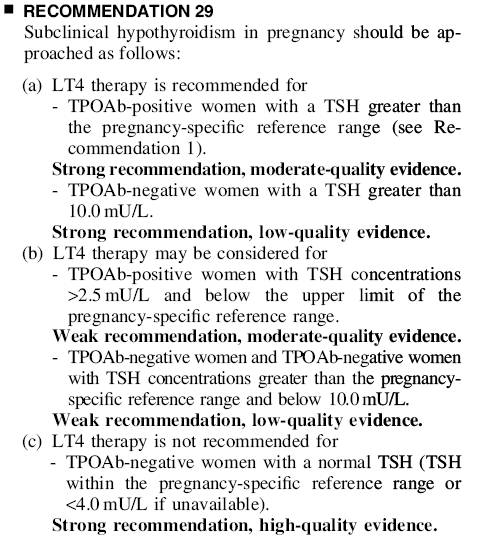 ■ RECOMMENDATION 29
Subclinical hypothyroidism in pregnancy should be ap-
proached as follows:
(a) LT4 therapy is recommended for
- TPOAb-positive women with a TSH greater than
the pregnancy-specific reference range (see Re-
commendation 1).
Strong recommendation, moderate-quality evidence.
- TPOAb-negative women with a TSH greater than
10.0 mU/L.
Strong recommendation, low-quality evidence.
(b) LT4 therapy may be considered for
- TPOAb-positive women with TSH concentrations
>2.5 mU/L and below the upper limit of the
pregnancy-specific reference range.
Weak recommendation, moderate-quality evidence.
- TPOAb-negative women and TPOAb-negative women
with TSH concentrations greater than the pregnancy-
specific reference range and below 10.0 mU/L.
Weak recommendation, low-quality evidence.
(c) LT4 therapy is not recommended for
- TPOAb-negative women with a normal TSH (TSH
within the pregnancy-specific reference range or
<4.0 mU/L if unavailable).
Strong recommendation, high-quality evidence.